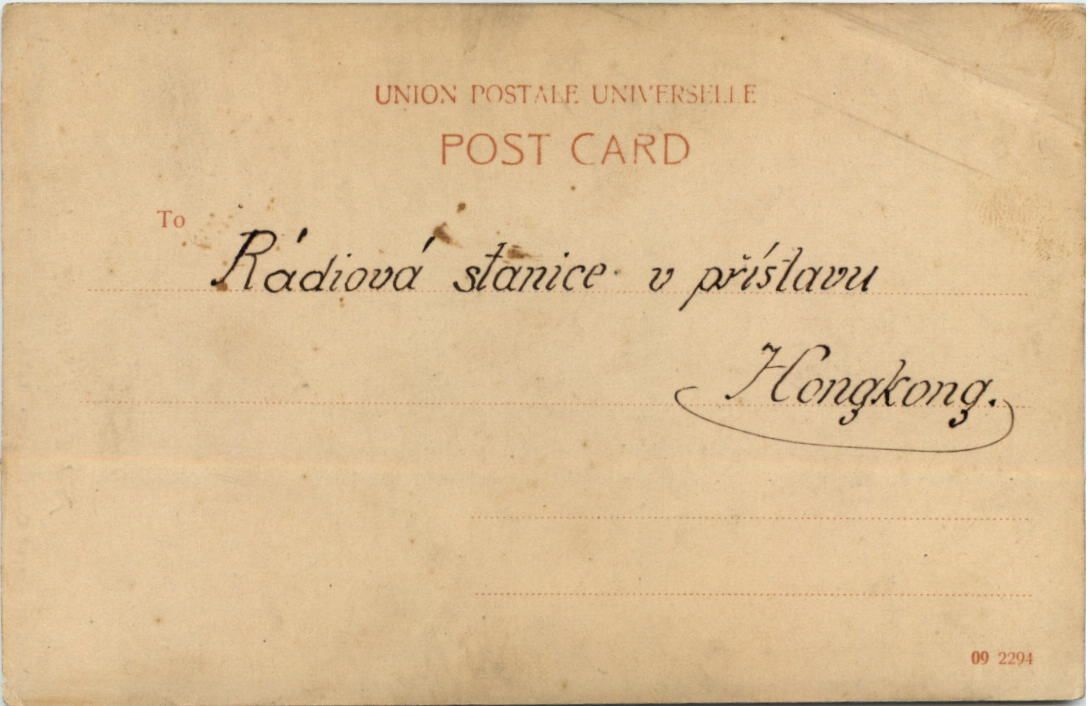 UNION POSTALE UNIVERSELLE
POST CARD
To
Rádiová stanice v přístavu
Hongkong.
09 2294